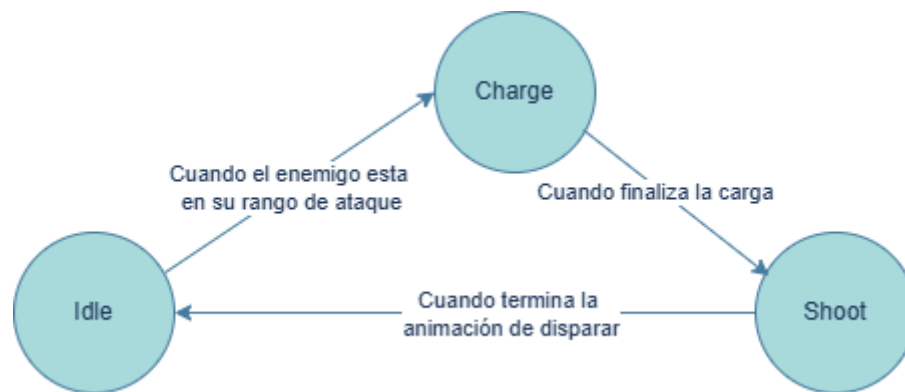 Charge
Cuando el enemigo esta
en su rango de ataque
Cuando finaliza la carga
Idle
Cuando termina la
animación de disparar
Shoot